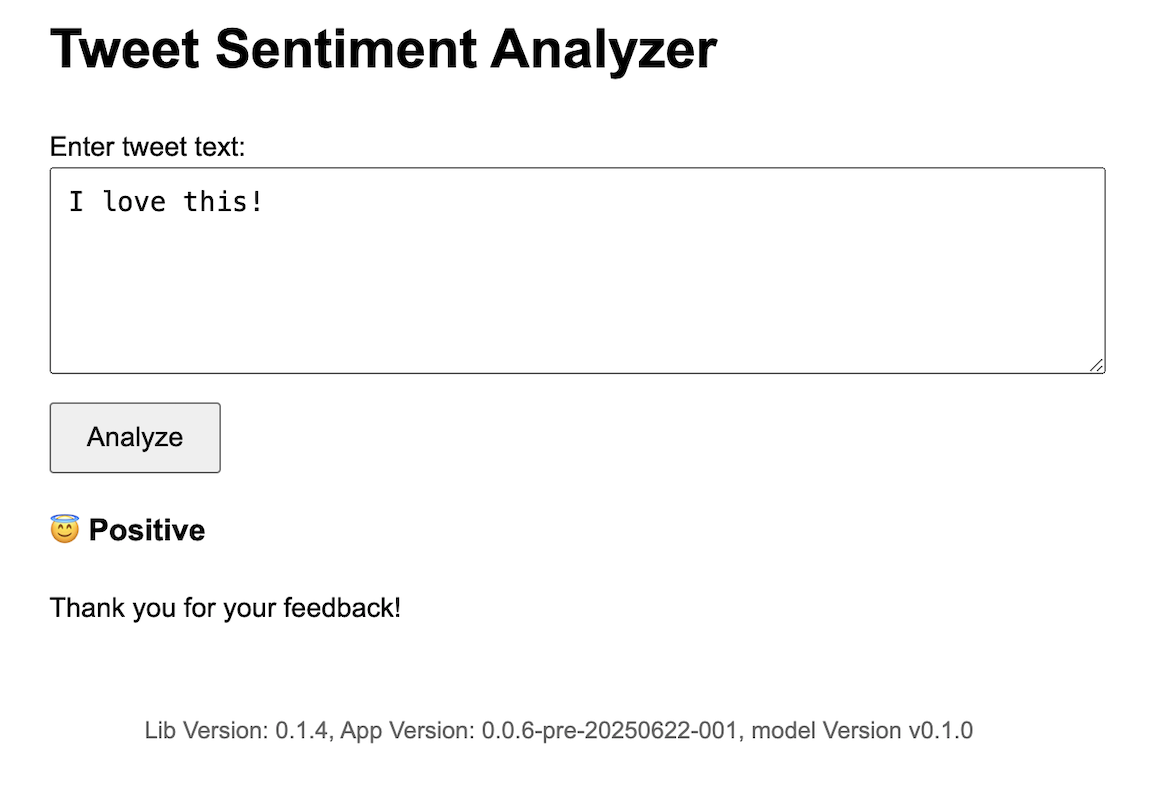 Tweet Sentiment Analyzer
Enter tweet text:
I love this!
Analyze
😇 Positive
Thank you for your feedback!
Lib Version: 0.1.4, App Version: 0.0.6-pre-20250622-001, model Version v0.1.0